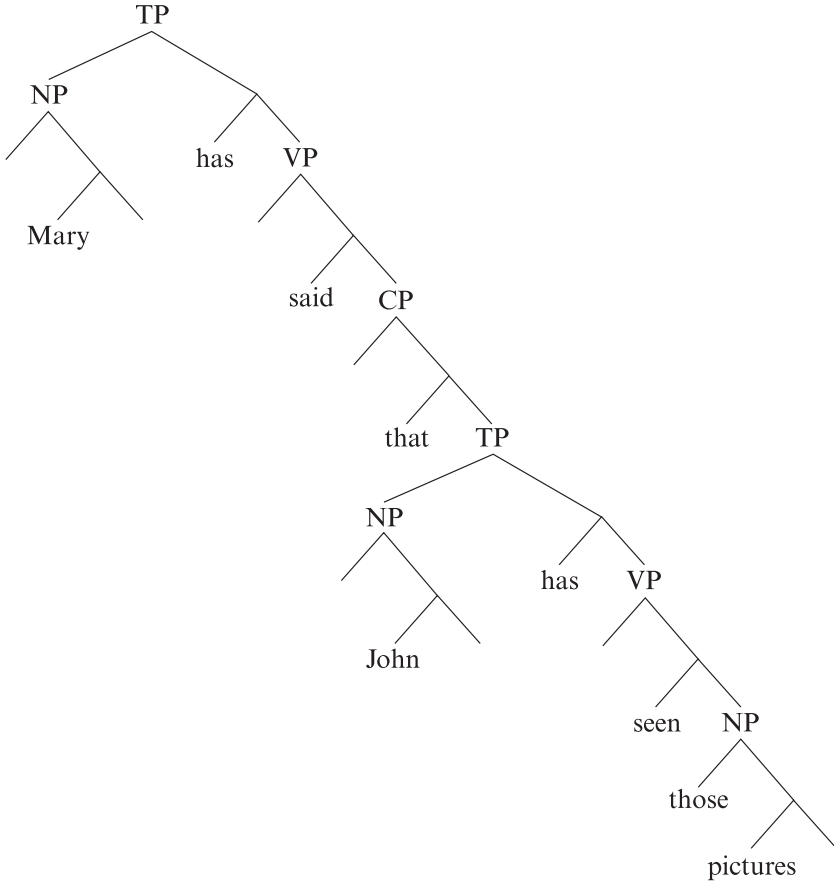 TP
NP
has VP
Mary
said CP
that TP
NP
has VP
John
seen NP
those
pictures